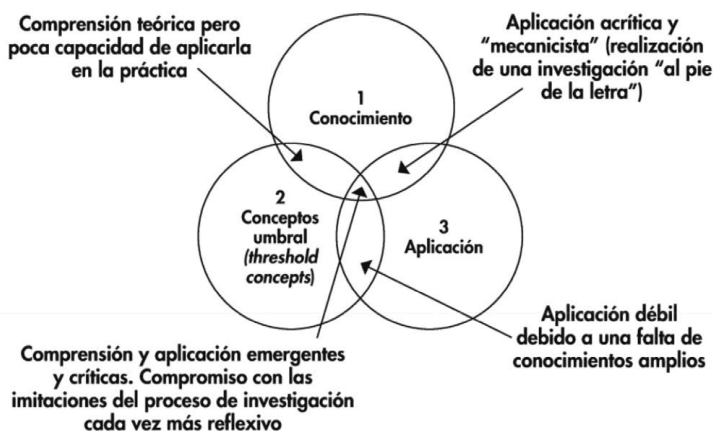 Comprensión teórica pero
poca capacidad de aplicarla
en la práctica
Aplicación acrítica y
“mecanicista” (realización
de una investigación “al pie
de la letra”)
1
Conocimiento
2
Conceptos
umbral
(threshold
concepts)
3
Aplicación
Aplicación débil
debido a una falta de
conocimientos amplios
Comprensión y aplicación emergentes
y críticas. Compromiso con las
imitaciones del proceso de investigación
cada vez más reflexivo